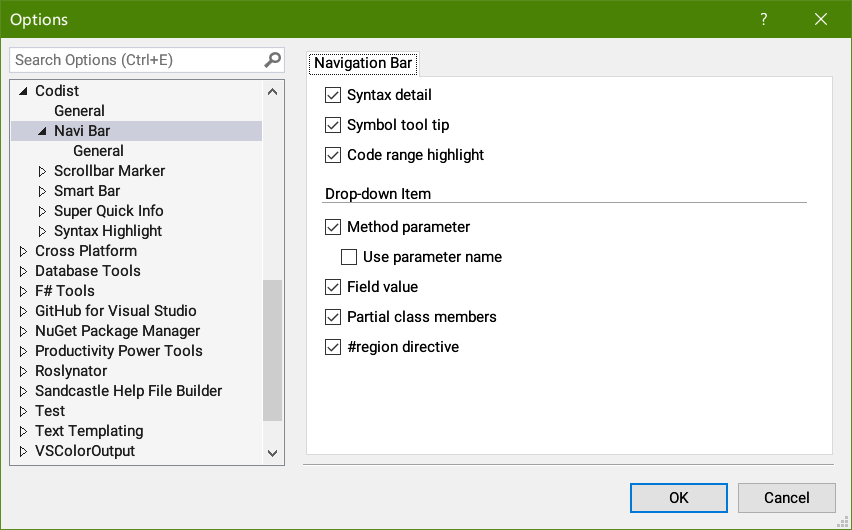 Options
?
Search Options (Ctrl+E)
Codist
General
Navi Bar
General
Scrollbar Marker
Smart Bar
Super Quick Info
Syntax Highlight
Cross Platform
Database Tools
F# Tools
GitHub for Visual Studio
NuGet Package Manager
Productivity Power Tools
Roslynator
Sandcastle Help File Builder
Test
Text Templating
VSColorOutput
Navigation Bar
Syntax detail
Symbol tool tip
Code range highlight
Drop-down Item
Method parameter
Use parameter name
Field value
Partial class members
#region directive
OK
Cancel